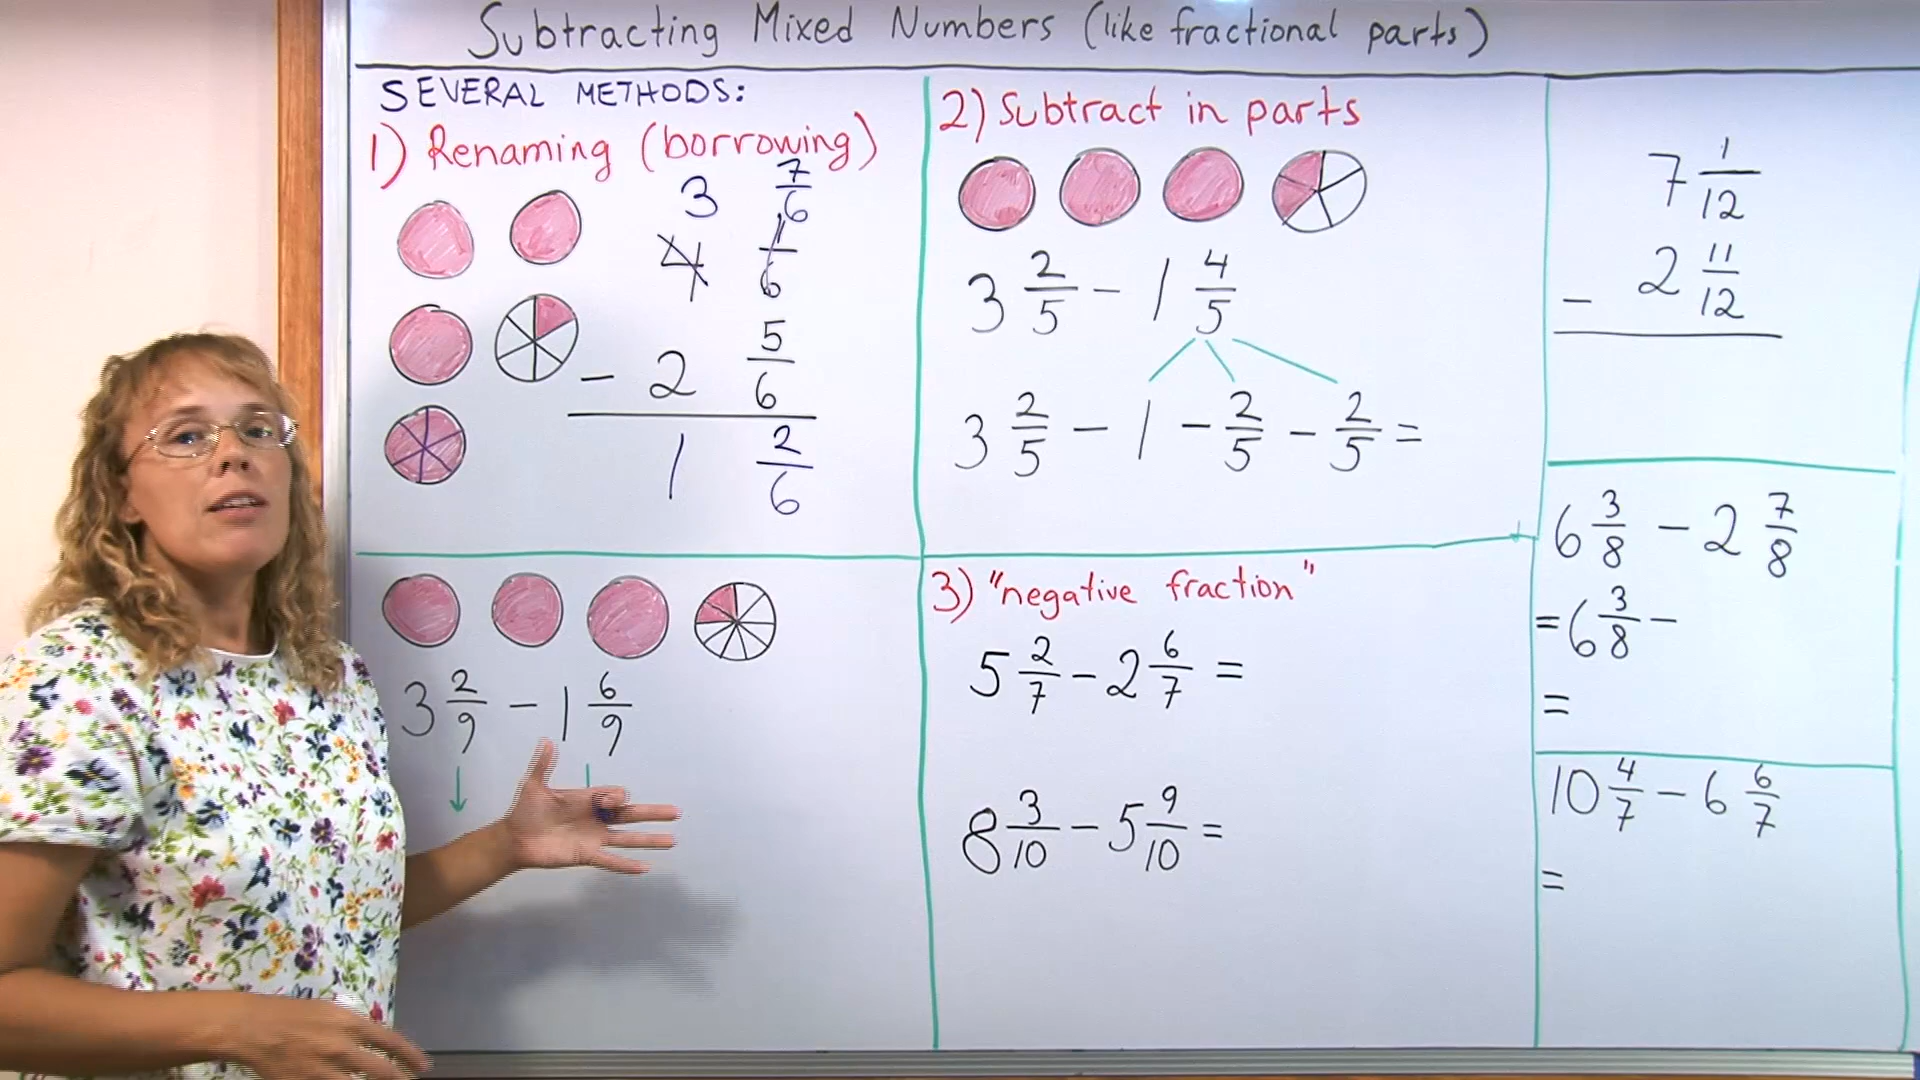 Subtracting Mixed Numbers (like fractional parts)
SEVERAL METHODS:
1) Renaming (borrowing)
3 7/6
4 1/6
- 2 5/6
1 2/6
3 2/9 - 1 6/9
2) Subtract in parts
3 2/5 - 1 4/5
3 2/5 - 1 - 2/5 - 2/5 =
3) "negative fraction"
5 2/7 - 2 6/7 =
8 3/10 - 5 9/10 =
7 1/12
- 2 11/12
6 3/8 - 2 7/8
= 6 3/8 -
=
10 4/7 - 6 6/7
=